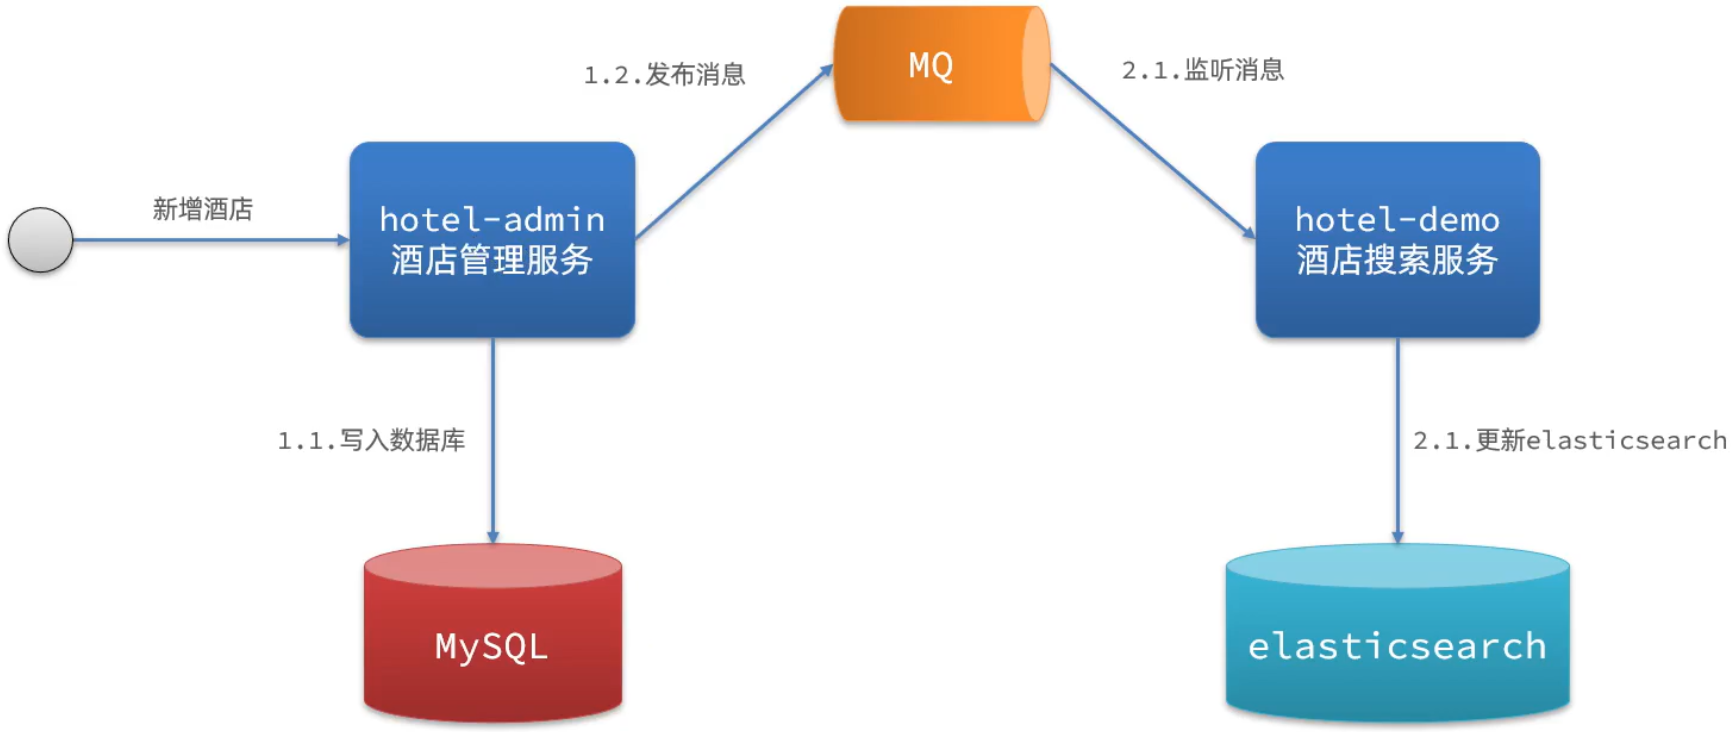 MQ
1.2.发布消息
2.1.监听消息
新增酒店
hotel-admin
酒店管理服务
hotel-demo
酒店搜索服务
1.1.写入数据库
2.1.更新elasticsearch
MySQL
elasticsearch